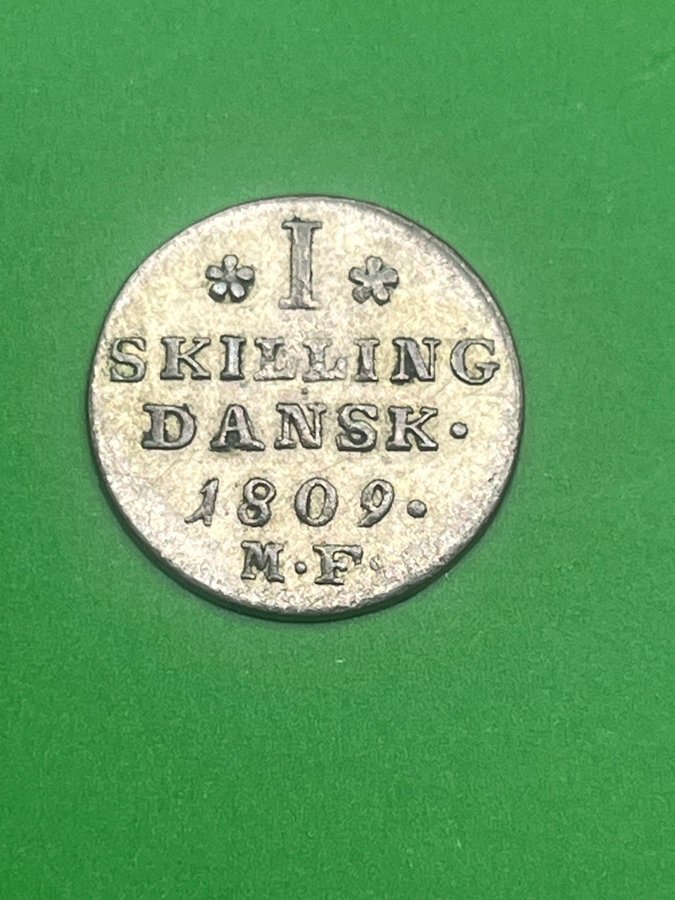 I
SKILLING
DANSK·
1809·
M·F·